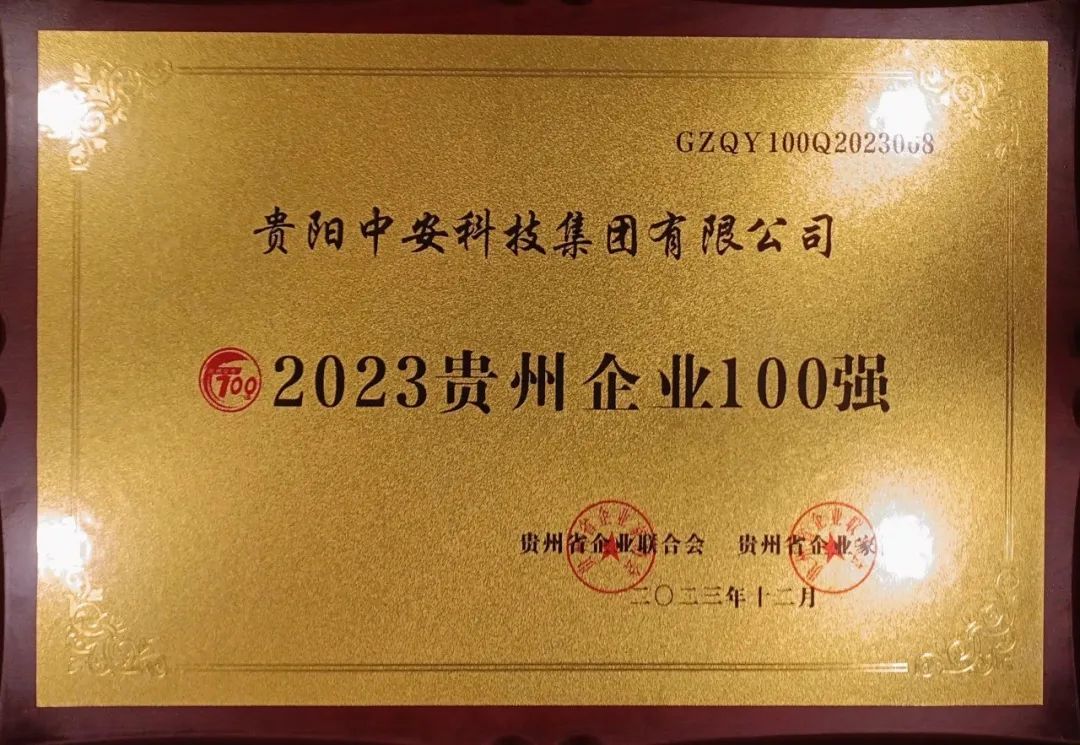 GZQY100Q2023068
贵阳中安科技集团有限公司
100 2023贵州企业100强
贵州省企业联合会 贵州省企业家
二〇二三年十二月